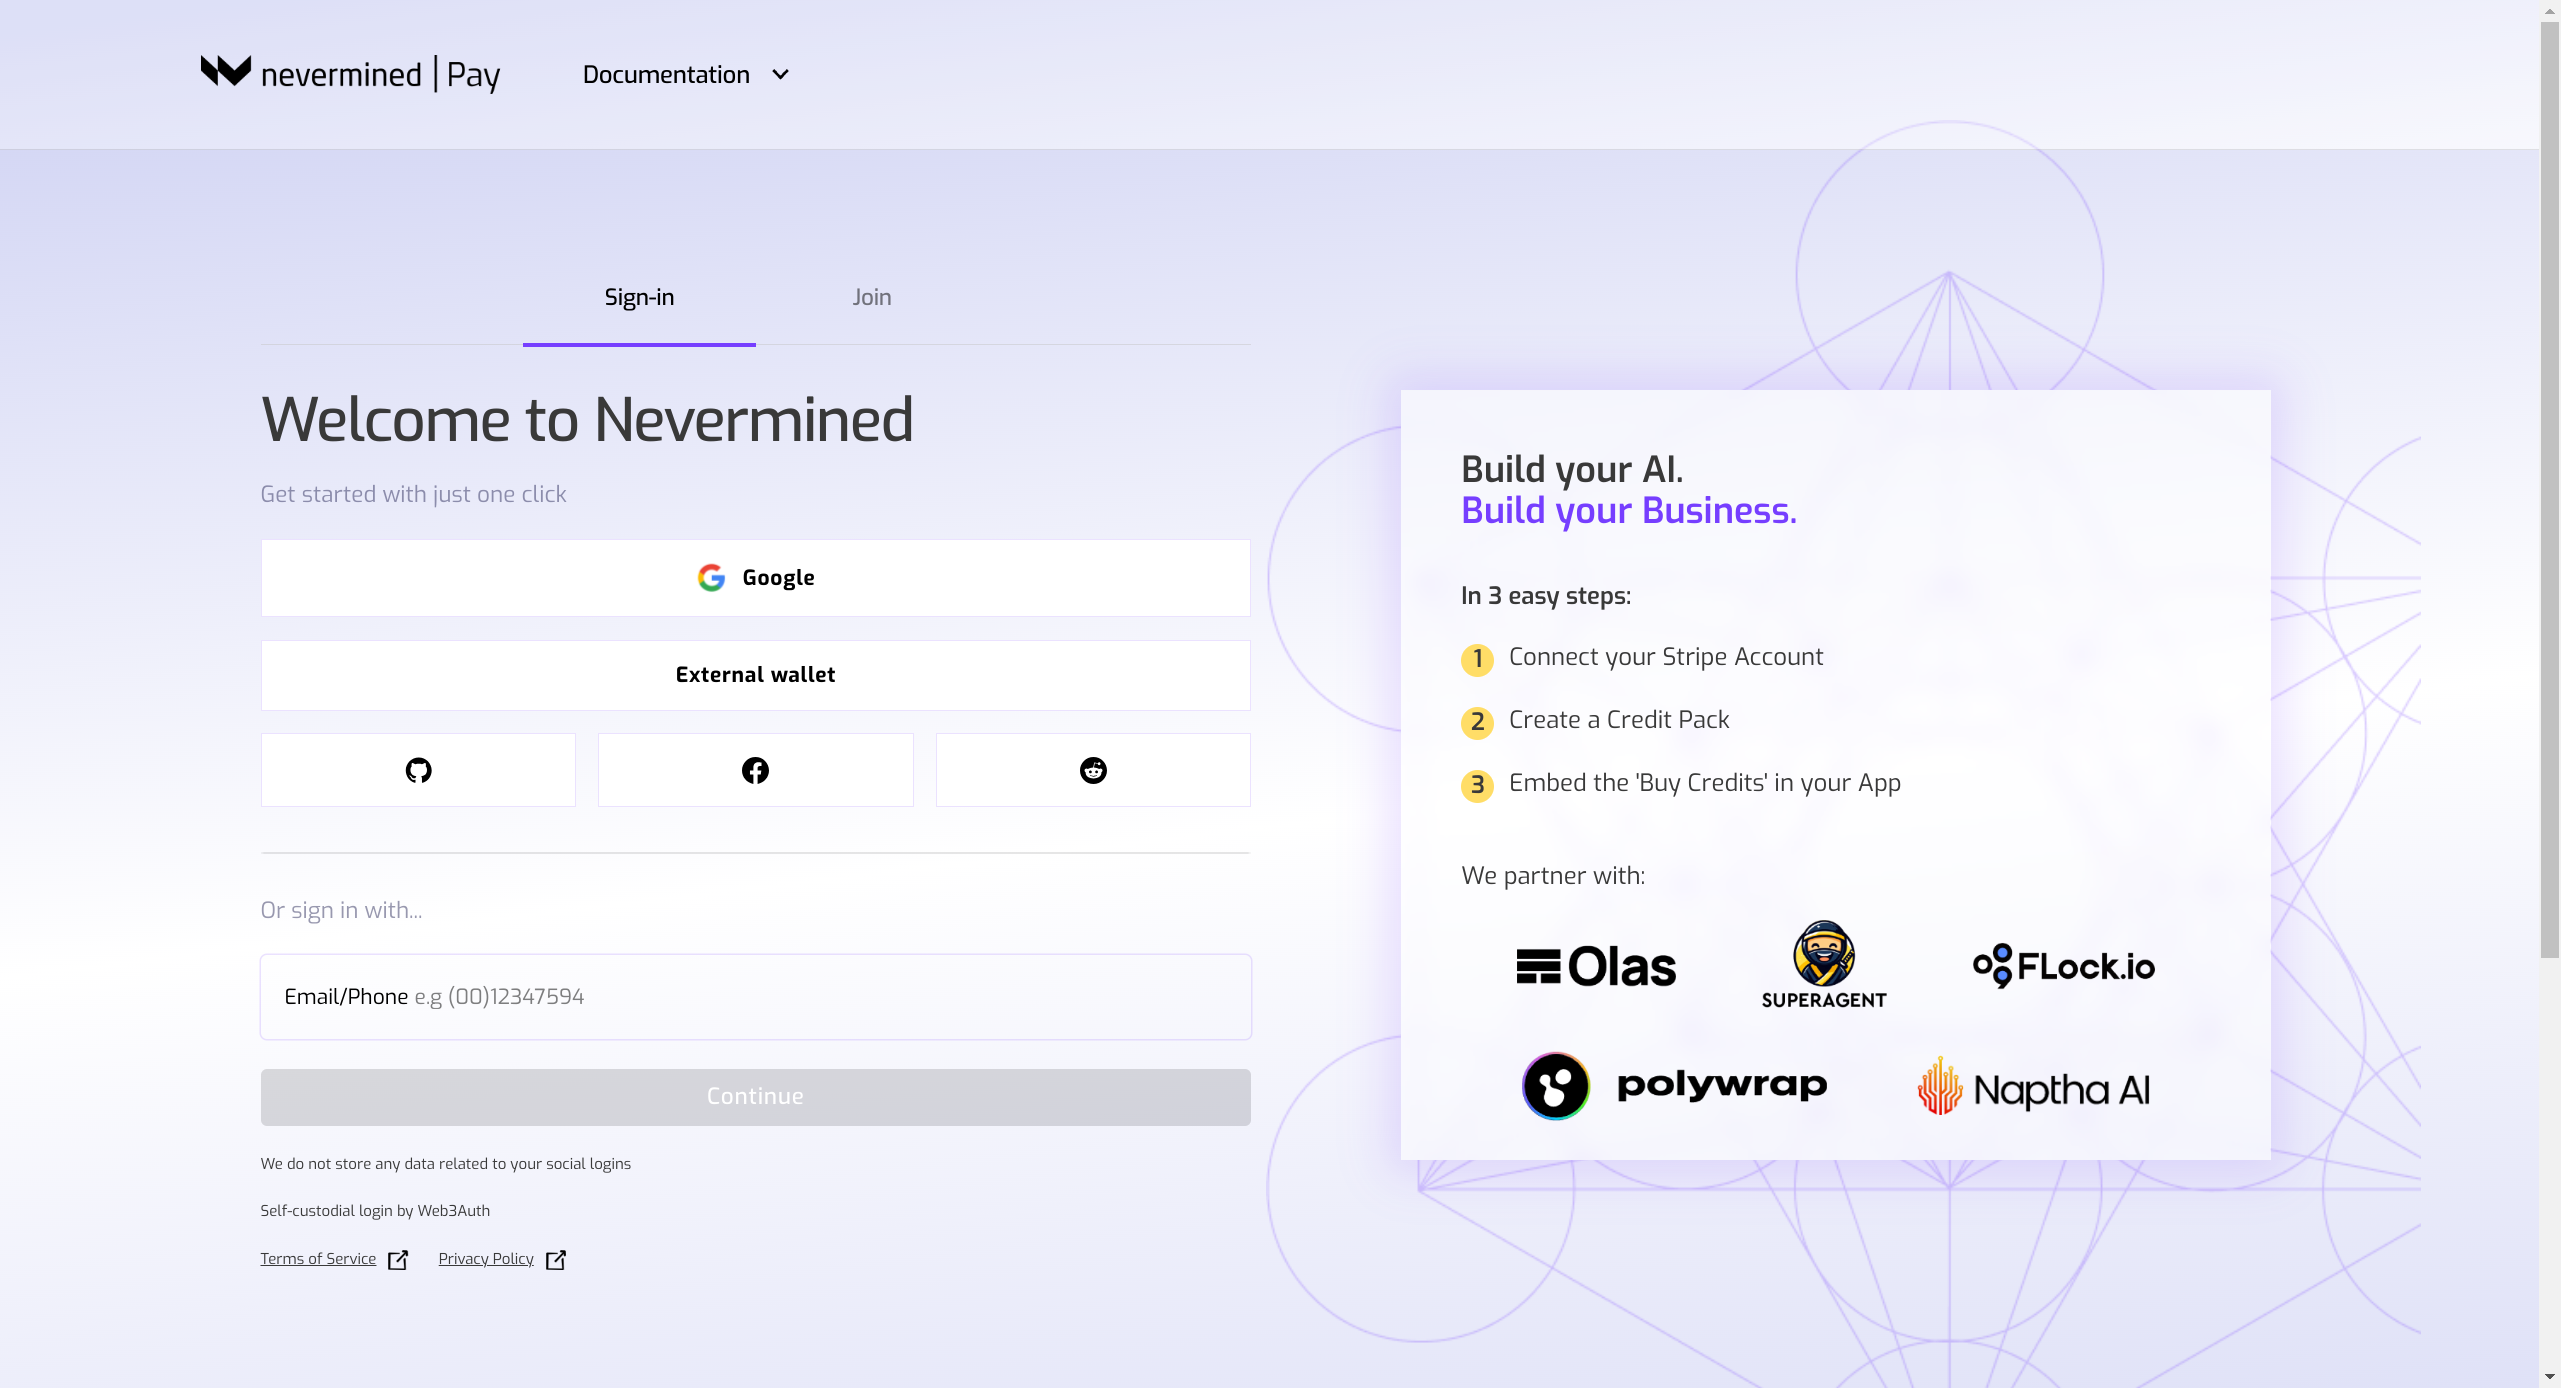 nevermined | Pay
Documentation
Sign-in
Join
Welcome to Nevermined
Get started with just one click
Google
External wallet
Or sign in with...
Email/Phone e.g (00)12347594
Continue
We do not store any data related to your social logins
Self-custodial login by Web3Auth
Terms of Service
Privacy Policy
Build your AI.
Build your Business.
In 3 easy steps:
1 Connect your Stripe Account
2 Create a Credit Pack
3 Embed the 'Buy Credits' in your App
We partner with:
Olas
SUPERAGENT
FLock.io
polywrap
Naptha AI